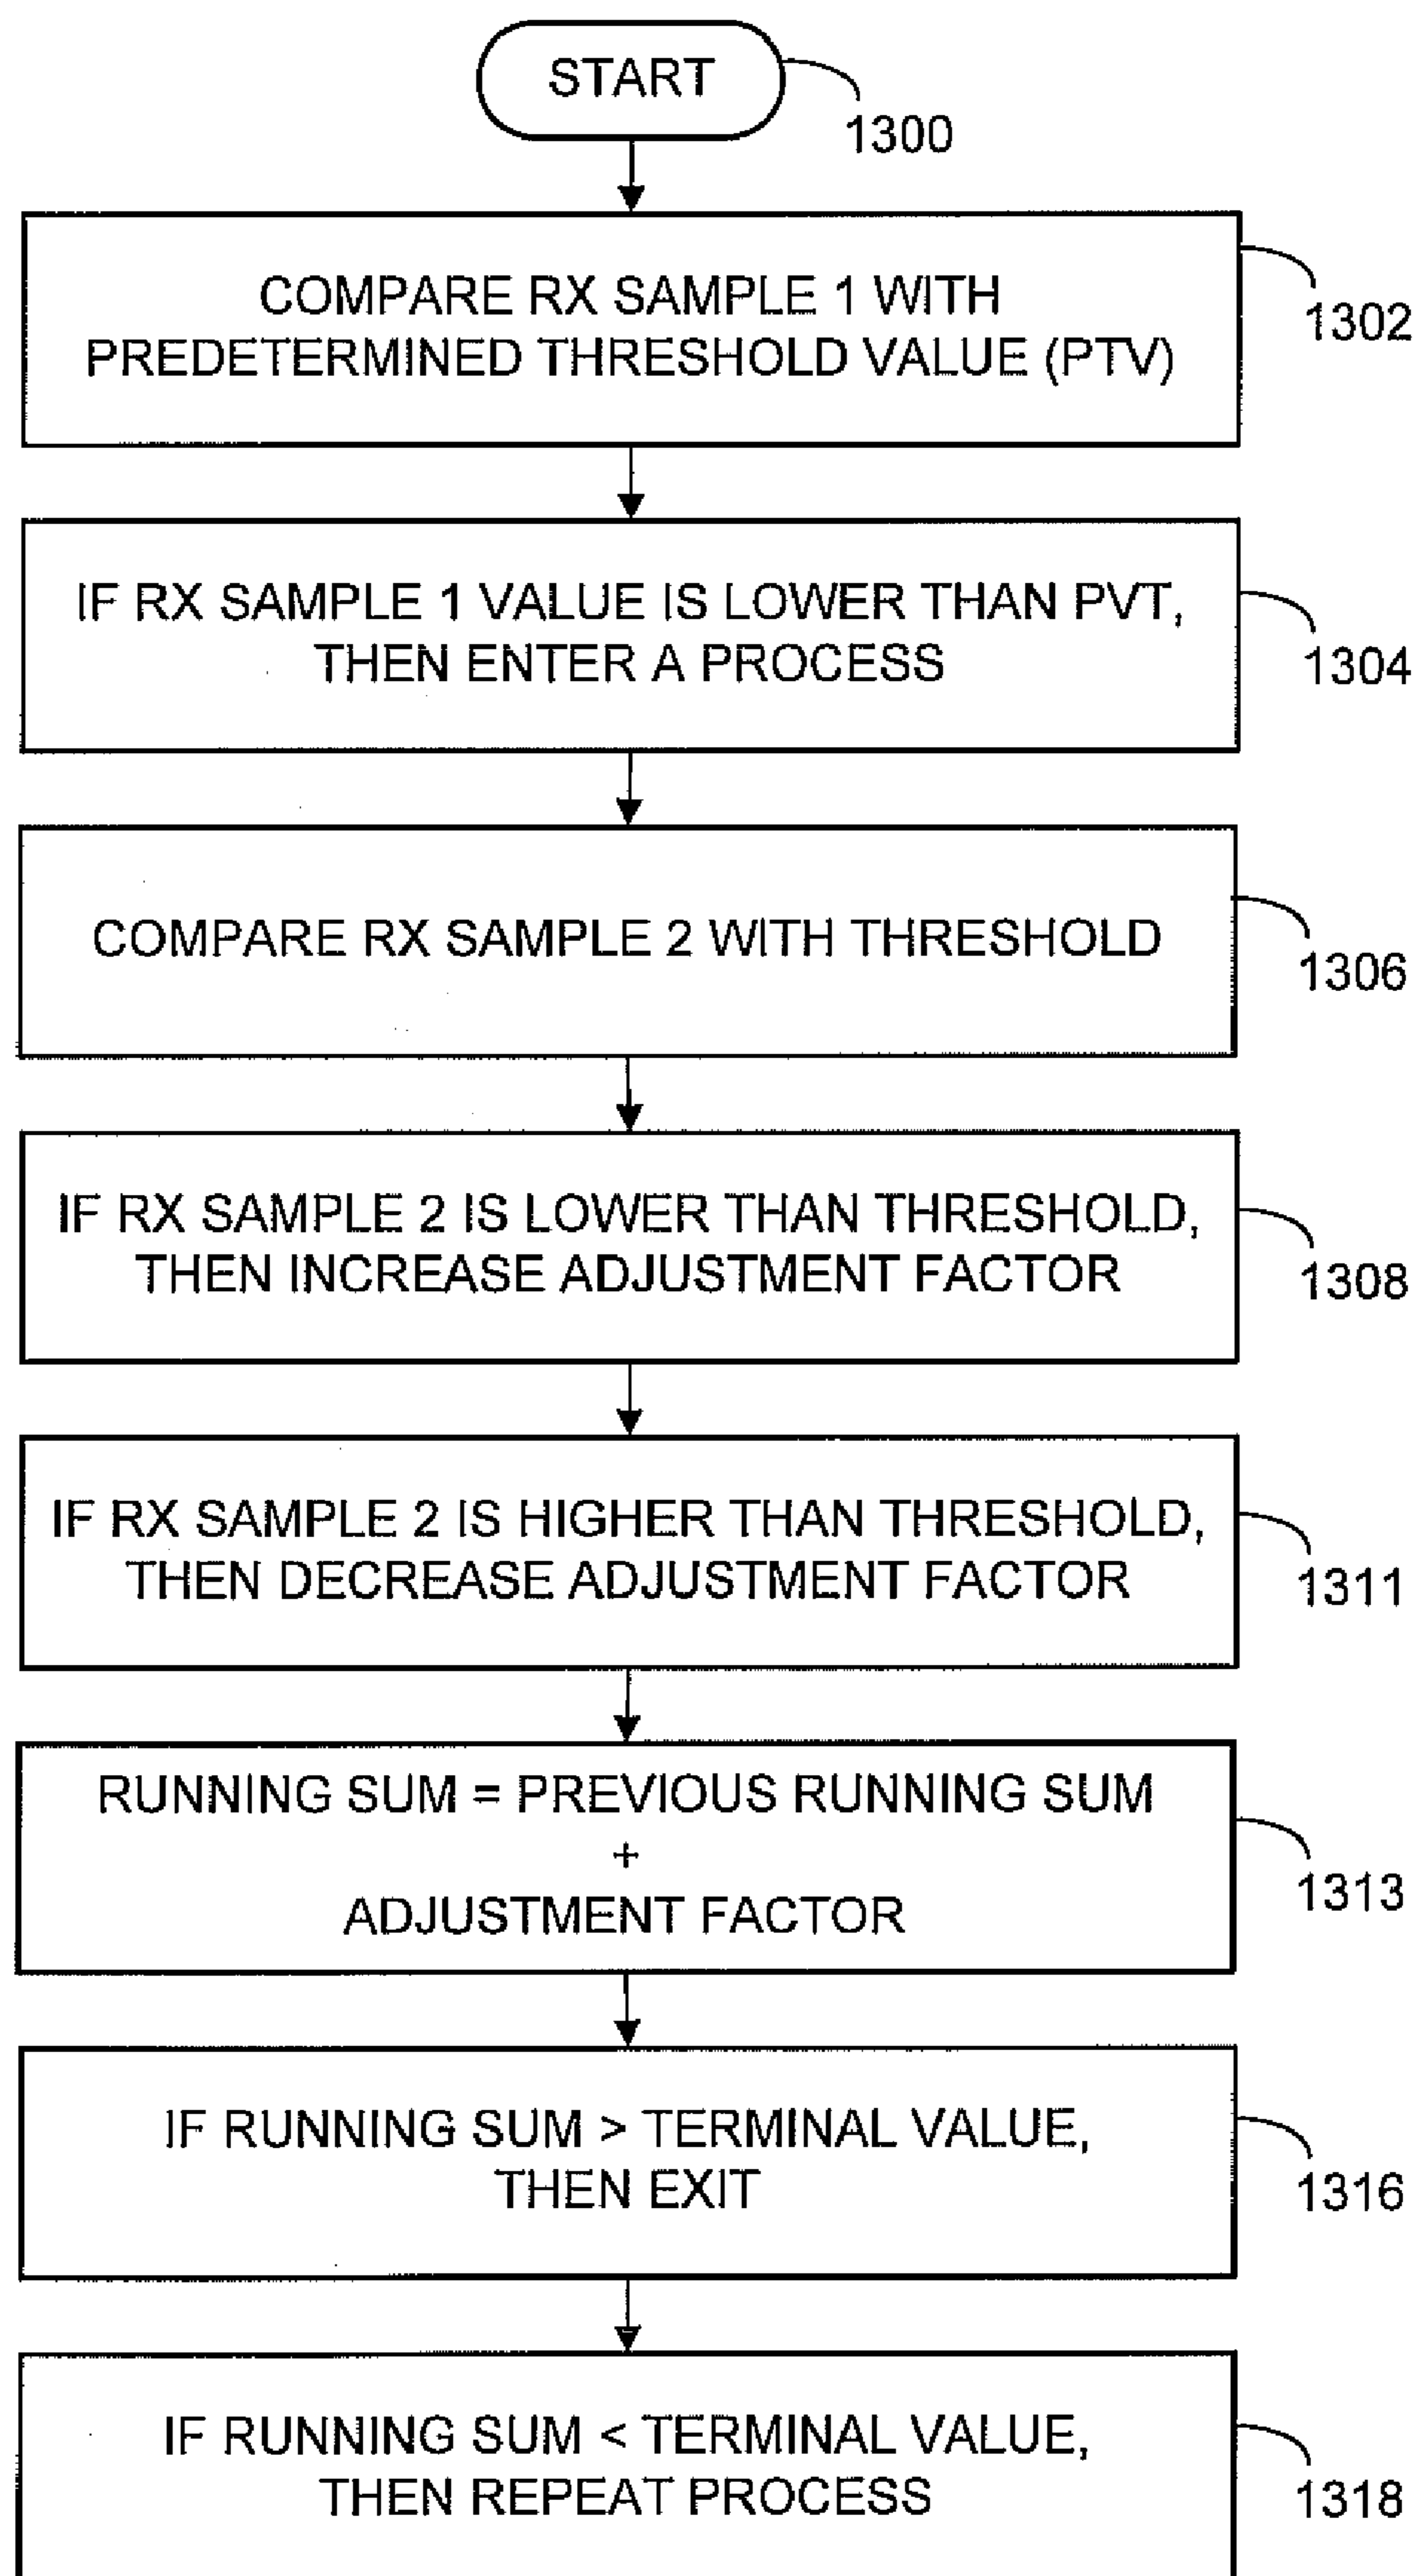 START
1300
COMPARE RX SAMPLE 1 WITH
PREDETERMINED THRESHOLD VALUE (PTV)
1302
IF RX SAMPLE 1 VALUE IS LOWER THAN PVT,
THEN ENTER A PROCESS
1304
COMPARE RX SAMPLE 2 WITH THRESHOLD
1306
IF RX SAMPLE 2 IS LOWER THAN THRESHOLD,
THEN INCREASE ADJUSTMENT FACTOR
1308
IF RX SAMPLE 2 IS HIGHER THAN THRESHOLD,
THEN DECREASE ADJUSTMENT FACTOR
1311
RUNNING SUM = PREVIOUS RUNNING SUM
+
ADJUSTMENT FACTOR
1313
IF RUNNING SUM > TERMINAL VALUE,
THEN EXIT
1316
IF RUNNING SUM < TERMINAL VALUE,
THEN REPEAT PROCESS
1318